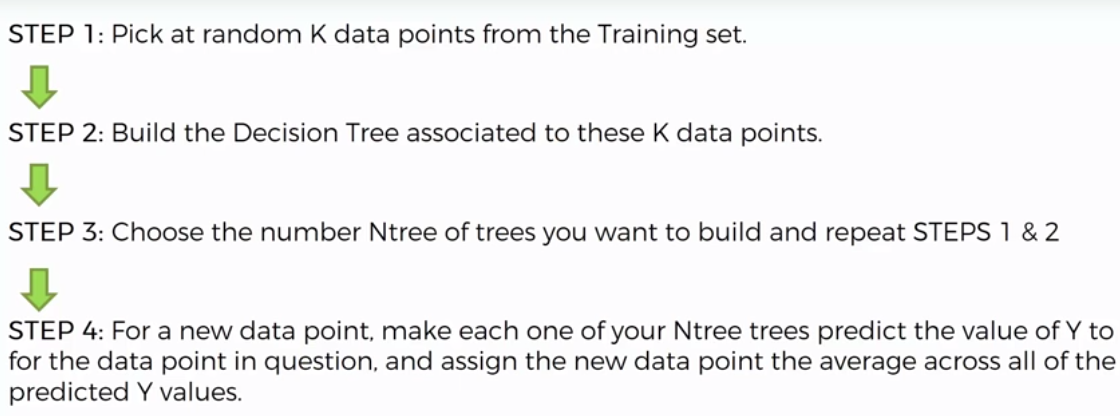 STEP 1: Pick at random K data points from the Training set.
STEP 2: Build the Decision Tree associated to these K data points.
STEP 3: Choose the number Ntree of trees you want to build and repeat STEPS 1 & 2
STEP 4: For a new data point, make each one of your Ntree trees predict the value of Y to
for the data point in question, and assign the new data point the average across all of the
predicted Y values.